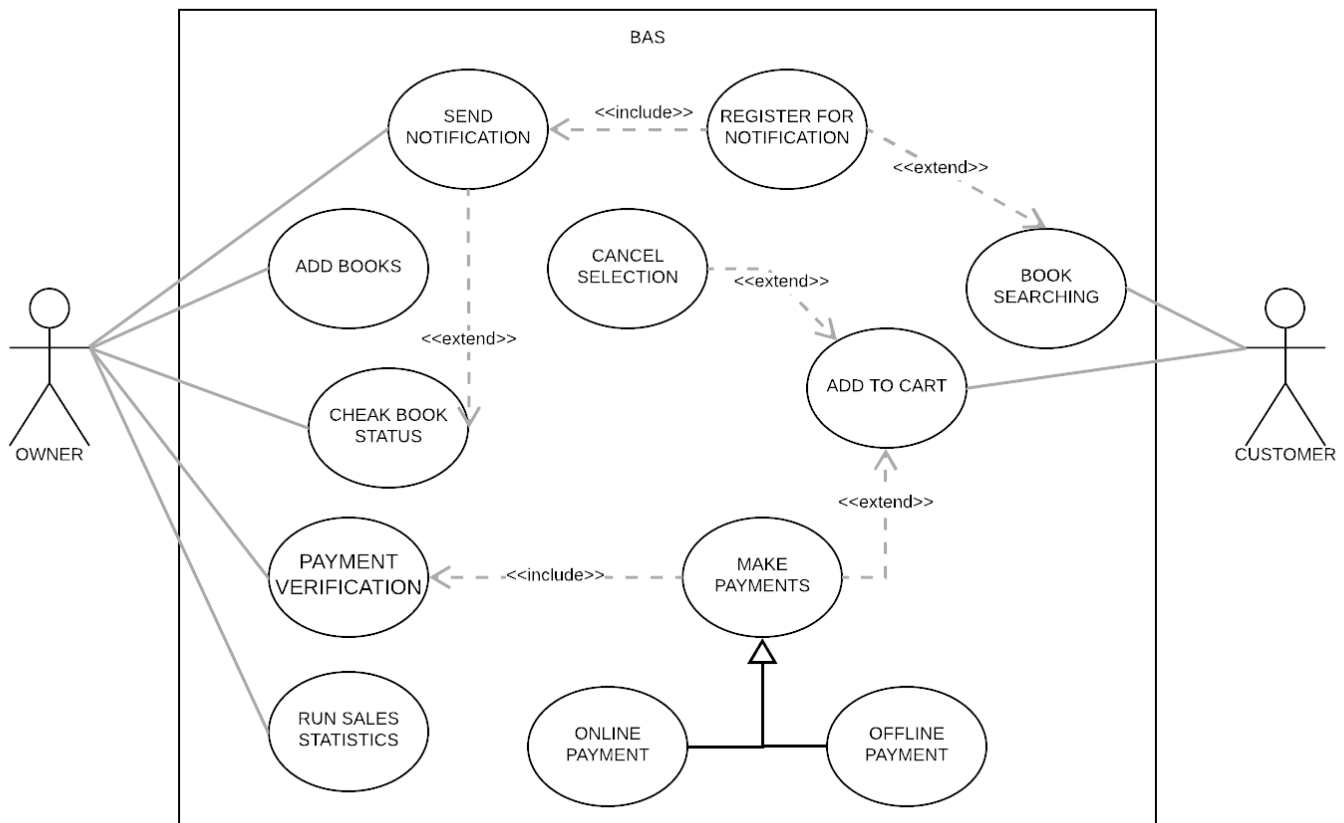 BAS
SEND
NOTIFICATION
<<include>>
REGISTER FOR
NOTIFICATION
<<extend>>
ADD BOOKS
CANCEL
SELECTION
<<extend>>
BOOK
SEARCHING
<<extend>>
CHEAK BOOK
STATUS
ADD TO CART
OWNER
CUSTOMER
<<extend>>
PAYMENT
VERIFICATION
<<include>>
MAKE
PAYMENTS
RUN SALES
STATISTICS
ONLINE
PAYMENT
OFFLINE
PAYMENT